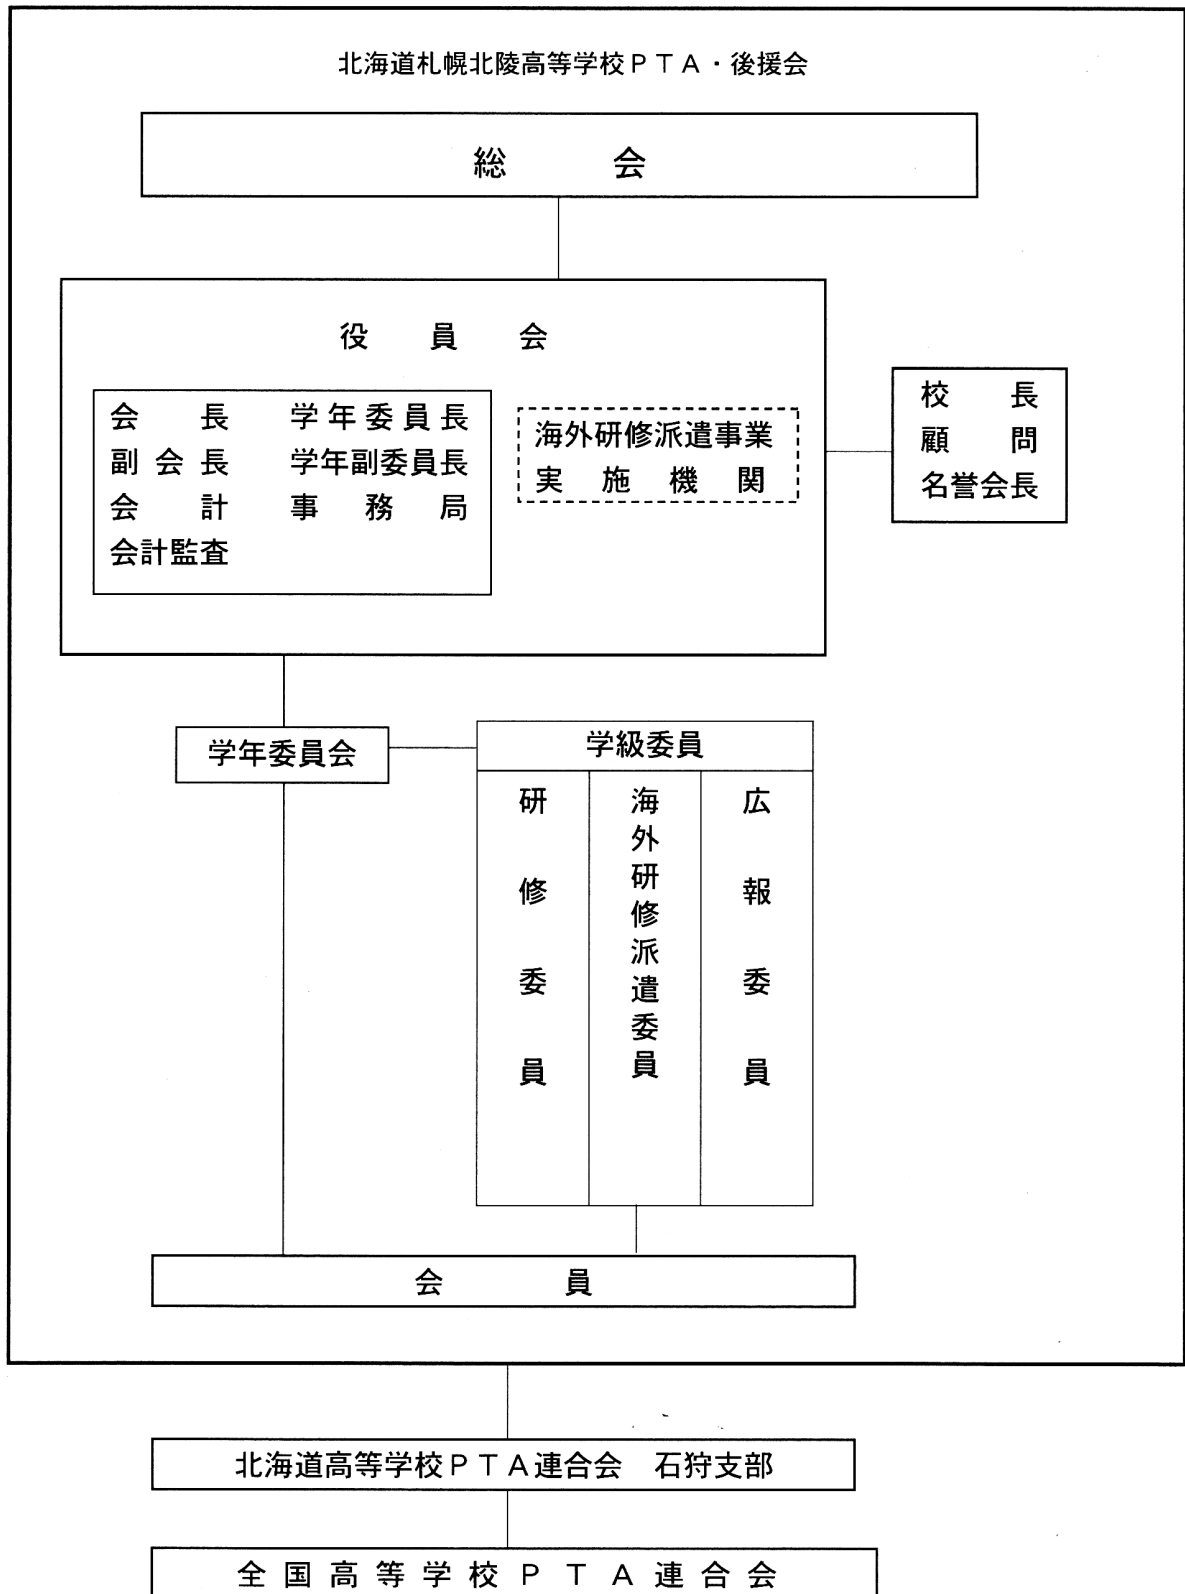 北海道札幌北陵高等学校PTA・後援会
総会
役員会
会長 学年委員長
副会長 学年副委員長
会計 事務局
会計監査
海外研修派遣事業
実施機関
校長
顧問
名誉会長
学年委員会
学級委員
研修委員
海外研修派遣委員
広報委員
会員
北海道高等学校PTA連合会 石狩支部
全国高等学校PTA連合会